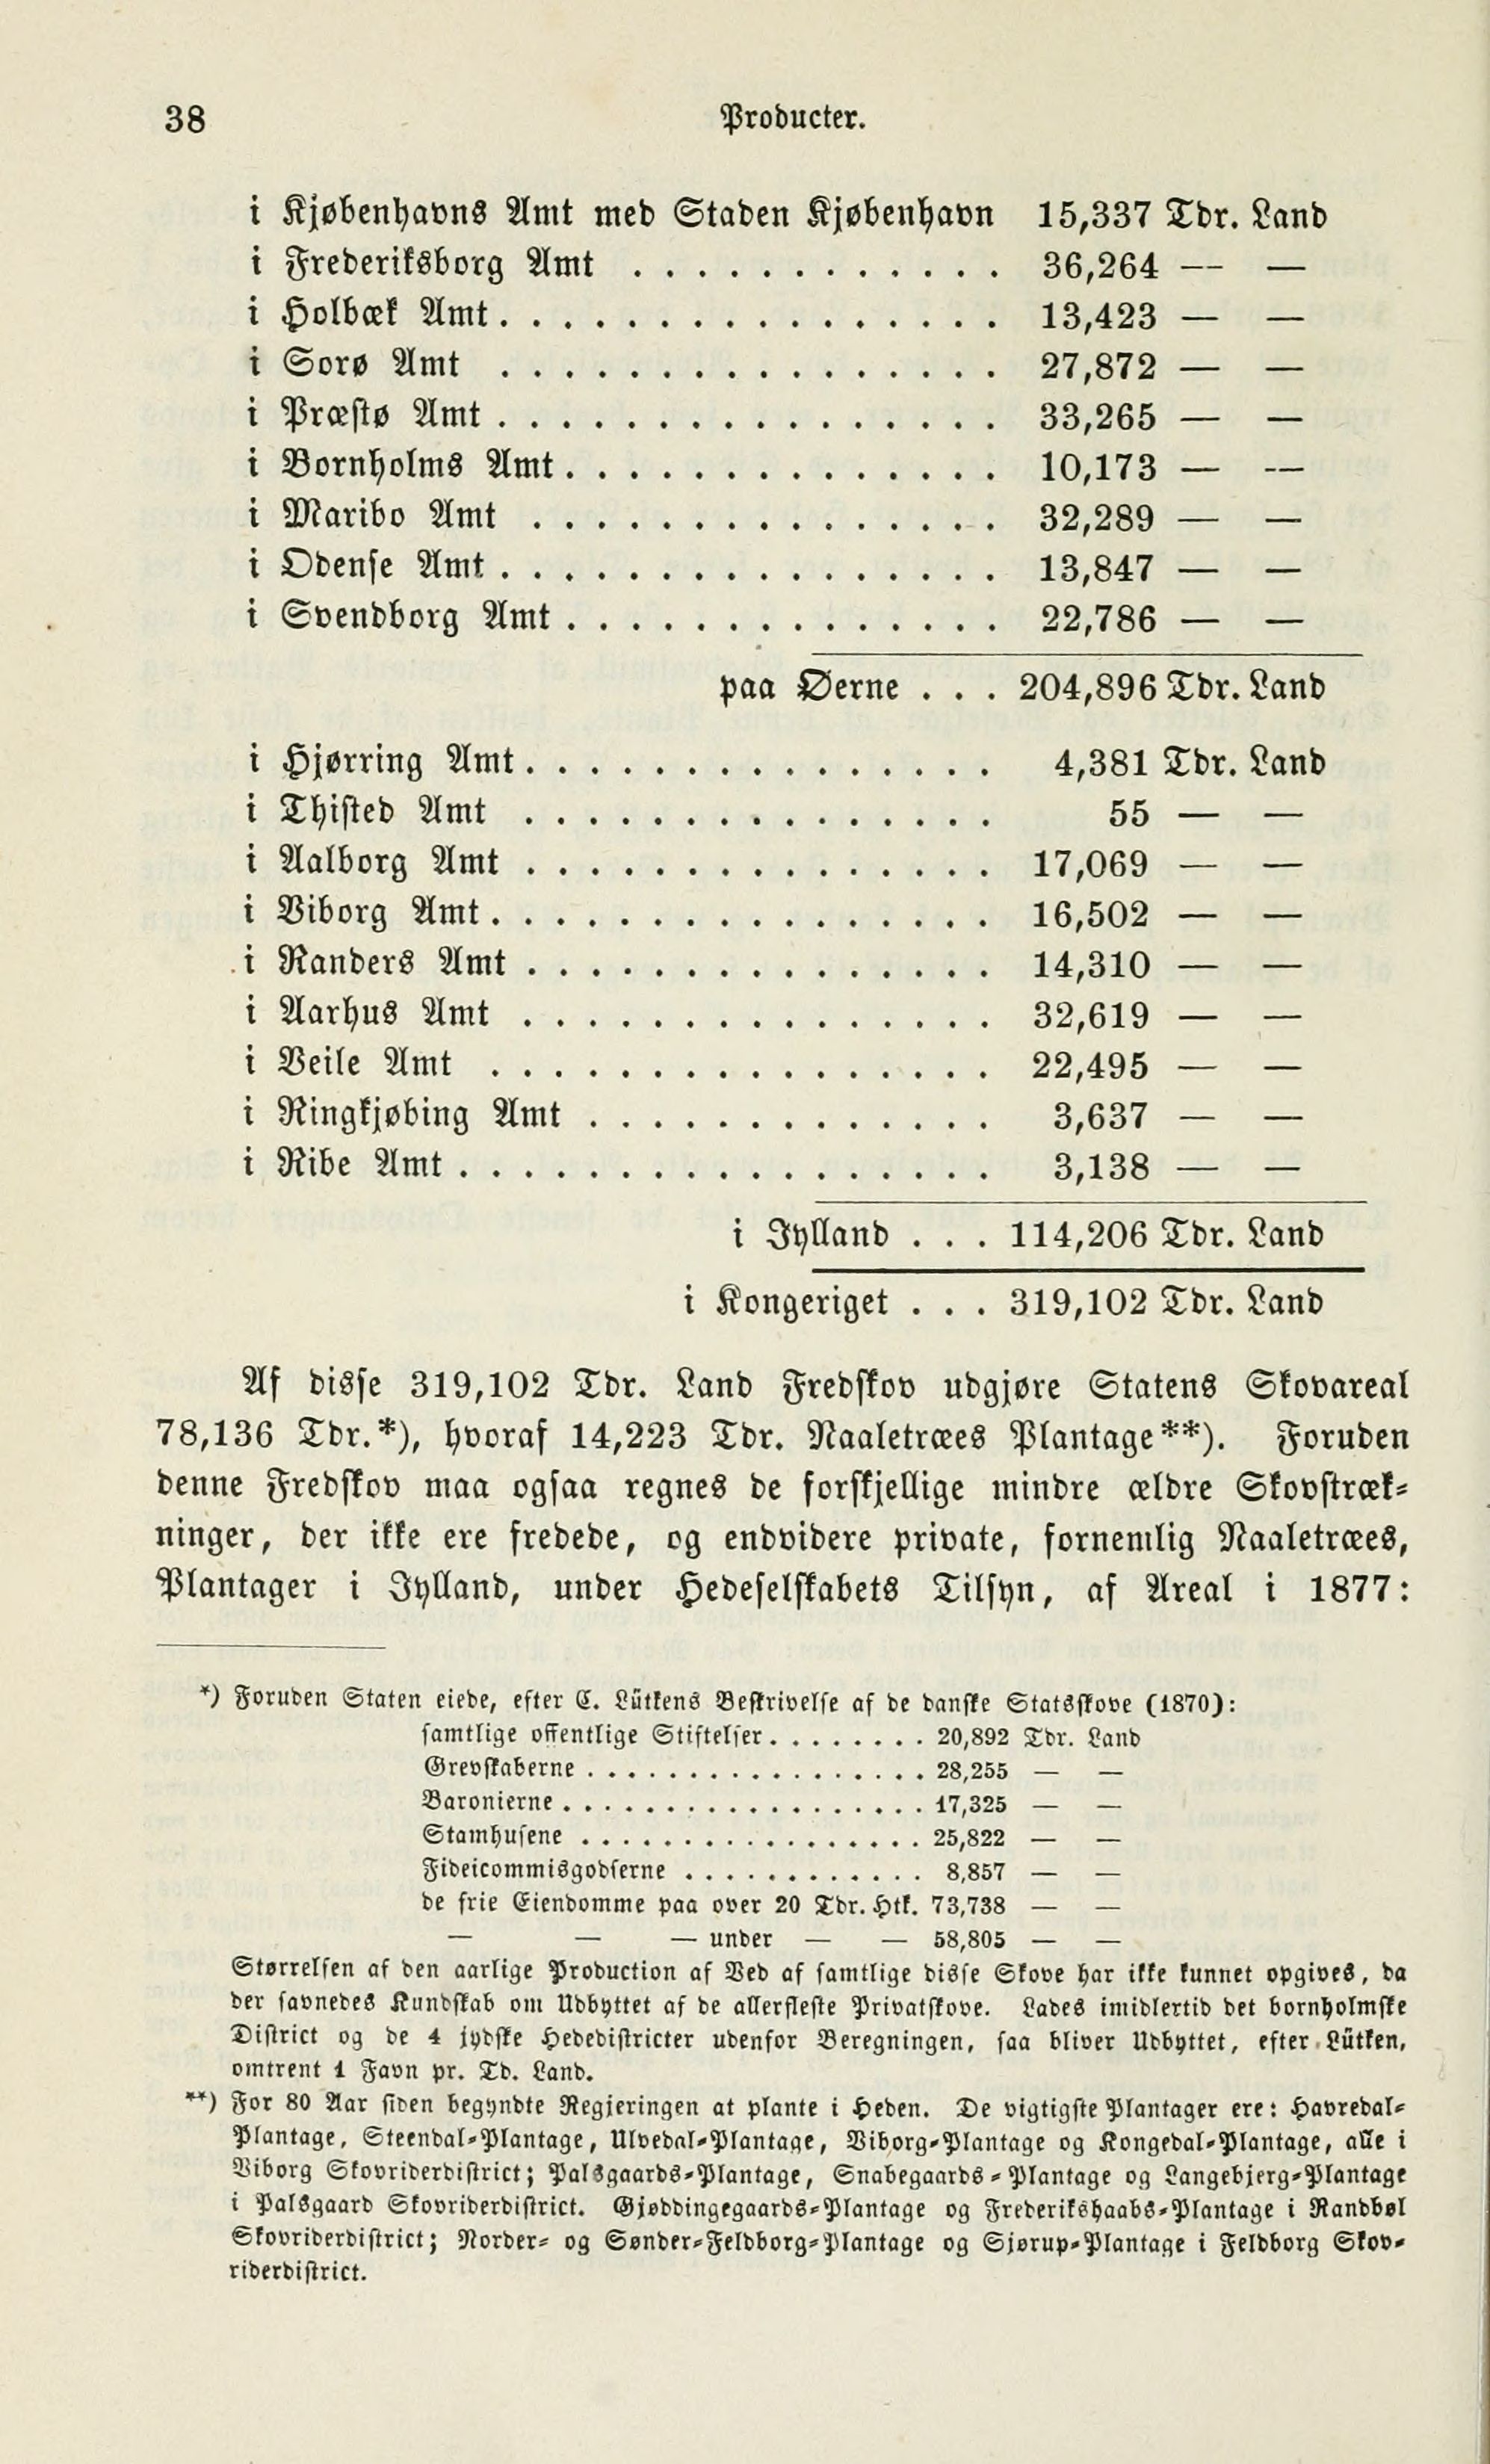 38
Producter.
i Kjøbenhavns Amt med Staden Kjøbenhavn 15,337 Tdr. Land
i Frederiksborg Amt . . . . . . . . . . . . 36,264 — —
i Holbæk Amt . . . . . . . . . . . . . . . . 13,423 — —
i Sorø Amt . . . . . . . . . . . . . . . . 27,872 — —
i Præstø Amt . . . . . . . . . . . . . . . . 33,265 — —
i Bornholms Amt . . . . . . . . . . . . . . 10,173 — —
i Maribo Amt . . . . . . . . . . . . . . . 32,289 — —
i Odense Amt . . . . . . . . . . . . . . . . 13,847 — —
i Svendborg Amt . . . . . . . . . . . . . . 22,786 — —
paa Øerne . . . 204,896 Tdr. Land
i Hjørring Amt . . . . . . . . . . . . . . . 4,381 Tdr. Land
i Thisted Amt . . . . . . . . . . . . . . . 55 — —
i Aalborg Amt . . . . . . . . . . . . . . . 17,069 — —
i Viborg Amt . . . . . . . . . . . . . . . . 16,502 — —
i Randers Amt . . . . . . . . . . . . . . . 14,310 — —
i Aarhus Amt . . . . . . . . . . . . . . . 32,619 — —
i Veile Amt . . . . . . . . . . . . . . . . 22,495 — —
i Ringkjøbing Amt . . . . . . . . . . . . . 3,637 — —
i Ribe Amt . . . . . . . . . . . . . . . . . 3,138 — —
i Jylland . . . 114,206 Tdr. Land
i Kongeriget . . . 319,102 Tdr. Land
Af disse 319,102 Tdr. Land Fredskov udgjøre Statens Skovareal
78,136 Tdr.*), hvoraf 14,223 Tdr. Naaletræes Plantage**). Foruden
denne Fredskov maa ogsaa regnes de forskjellige mindre ældre Skovstræk-
ninger, der ikke ere fredede, og endvidere private, fornemlig Naaletræes,
Plantager i Jylland, under Hedeselskabets Tilsyn, af Areal i 1877:
*) Foruden Staten eiede, efter C. Lütkens Beskrivelse af de danske Statsskove (1870):
samtlige offentlige Stiftelser . . . . . . . . 20,892 Tdr. Land
Grevskaberne . . . . . . . . . . . . . . . . . 28,255 — —
Baronierne . . . . . . . . . . . . . . . . . . 17,325 — —
Stamhusene . . . . . . . . . . . . . . . . . 25,822 — —
Fideicommisgodserne . . . . . . . . . . . . 8,857 — —
de frie Eiendomme paa over 20 Tdr. Htk. 73,738 — —
— — — under — — 58,805 — —
Størrelsen af den aarlige Production af Ved af samtlige disse Skove har ikke kunnet opgives, da
der savnedes Kundskab om Udbyttet af de allerfleste Privatskove. Lades imidlertid det bornholmske
District og de 4 jydske Hededistricter udenfor Beregningen, saa bliver Udbyttet, efter Lütken,
omtrent 1 Favn pr. Td. Land.
**) For 80 Aar siden begyndte Regjeringen at plante i Heden. De vigtigste Plantager ere: Havredal-
Plantage, Steendal-Plantage, Ulvedal-Plantage, Viborg-Plantage og Kongedal-Plantage, alle i
Viborg Skovriderdistrict; Palsgaards-Plantage, Snabegaards-Plantage og Langebjerg-Plantage
i Palsgaard Skovriderdistrict. Gjøddingegaards-Plantage og Frederikshaabs-Plantage i Randbøl
Skovriderdistrict; Nørder- og Sønder-Feldborg-Plantage og Sjørup-Plantage i Feldborg Skov-
riderdistrict.